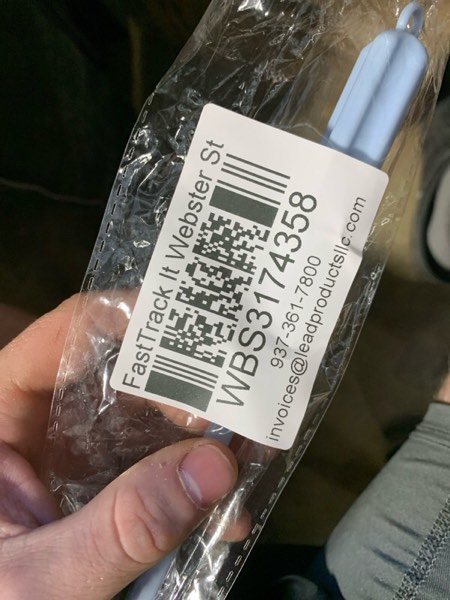 FastTrack It Webster St
WBS3174358
937-361-7800
invoices@leadproductsllc.com